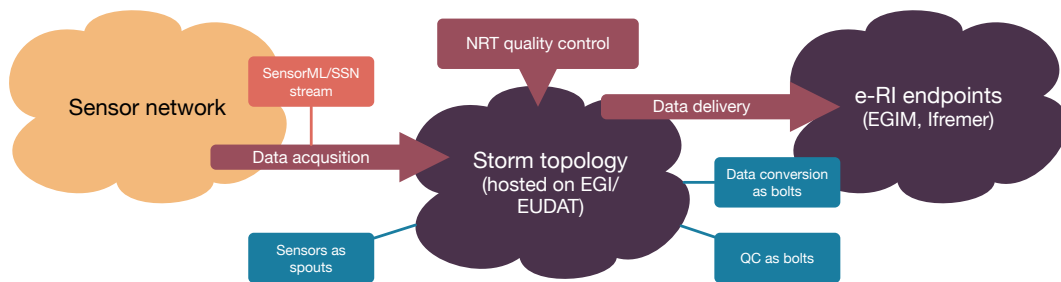 Sensor network
SensorML/SSN
stream
NRT quality control
Data acqusition
Data delivery
e-RI endpoints
(EGIM, Ifremer)
Storm topology
(hosted on EGI/
EUDAT)
Data conversion
as bolts
Sensors as
spouts
QC as bolts